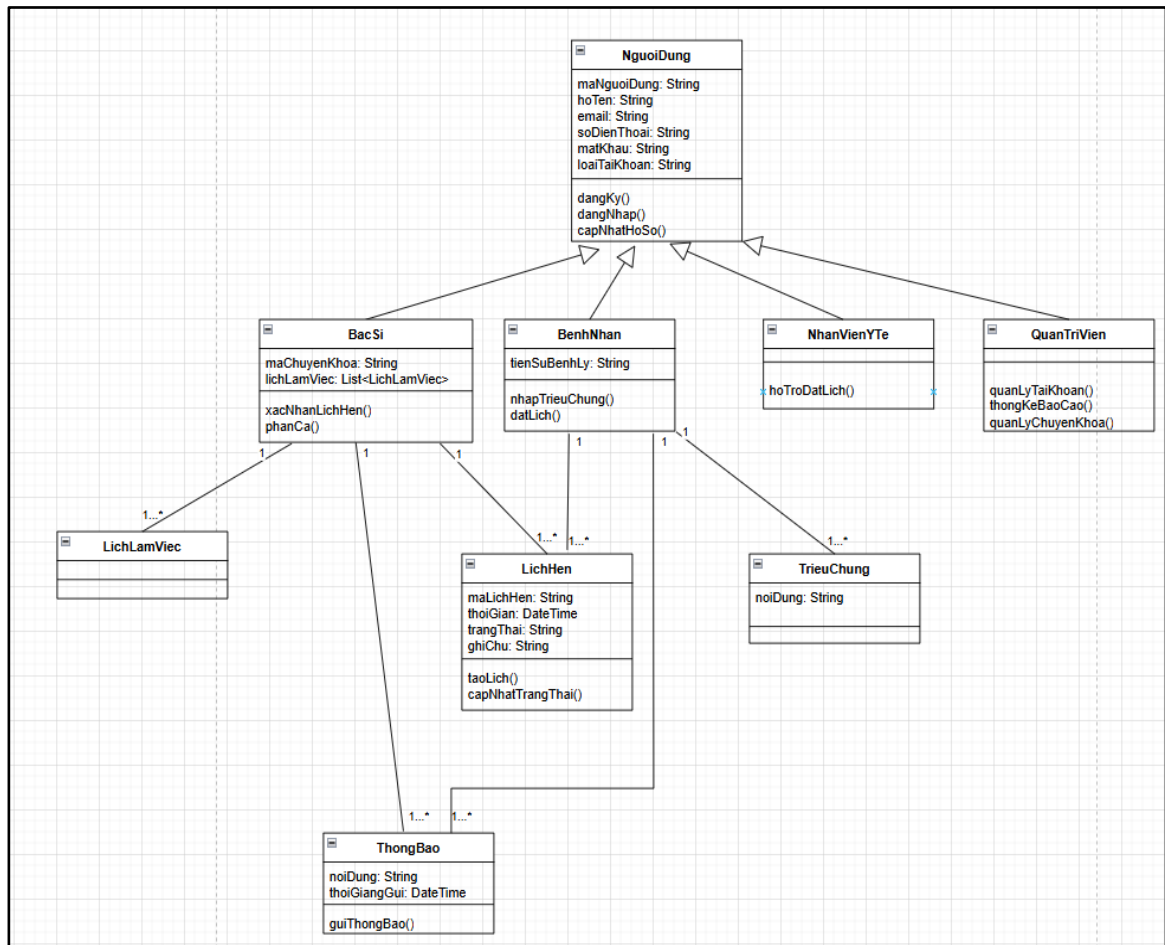 NguoiDung
maNguoiDung: String
hoTen: String
email: String
soDienThoai: String
matKhau: String
loaiTaiKhoan: String
dangKy()
dangNhap()
capNhatHoSo()
BacSi
maChuyenKhoa: String
lichLamViec: List<LichLamViec>
xacNhanLichHen()
phanCa()
BenhNhan
tienSuBenhLy: String
nhapTrieuChung()
datLich()
NhanVienYTe
hoTroDatLich()
QuanTriVien
quanLyTaiKhoan()
thongKeBaoCao()
quanLyChuyenKhoa()
1
1
1
1
1
1
1...*
1...*
1...*
1...*
LichLamViec
LichHen
maLichHen: String
thoiGian: DateTime
trangThai: String
ghiChu: String
taoLich()
capNhatTrangThai()
TrieuChung
noiDung: String
1...*
1...*
ThongBao
noiDung: String
thoiGiangGui: DateTime
guiThongBao()